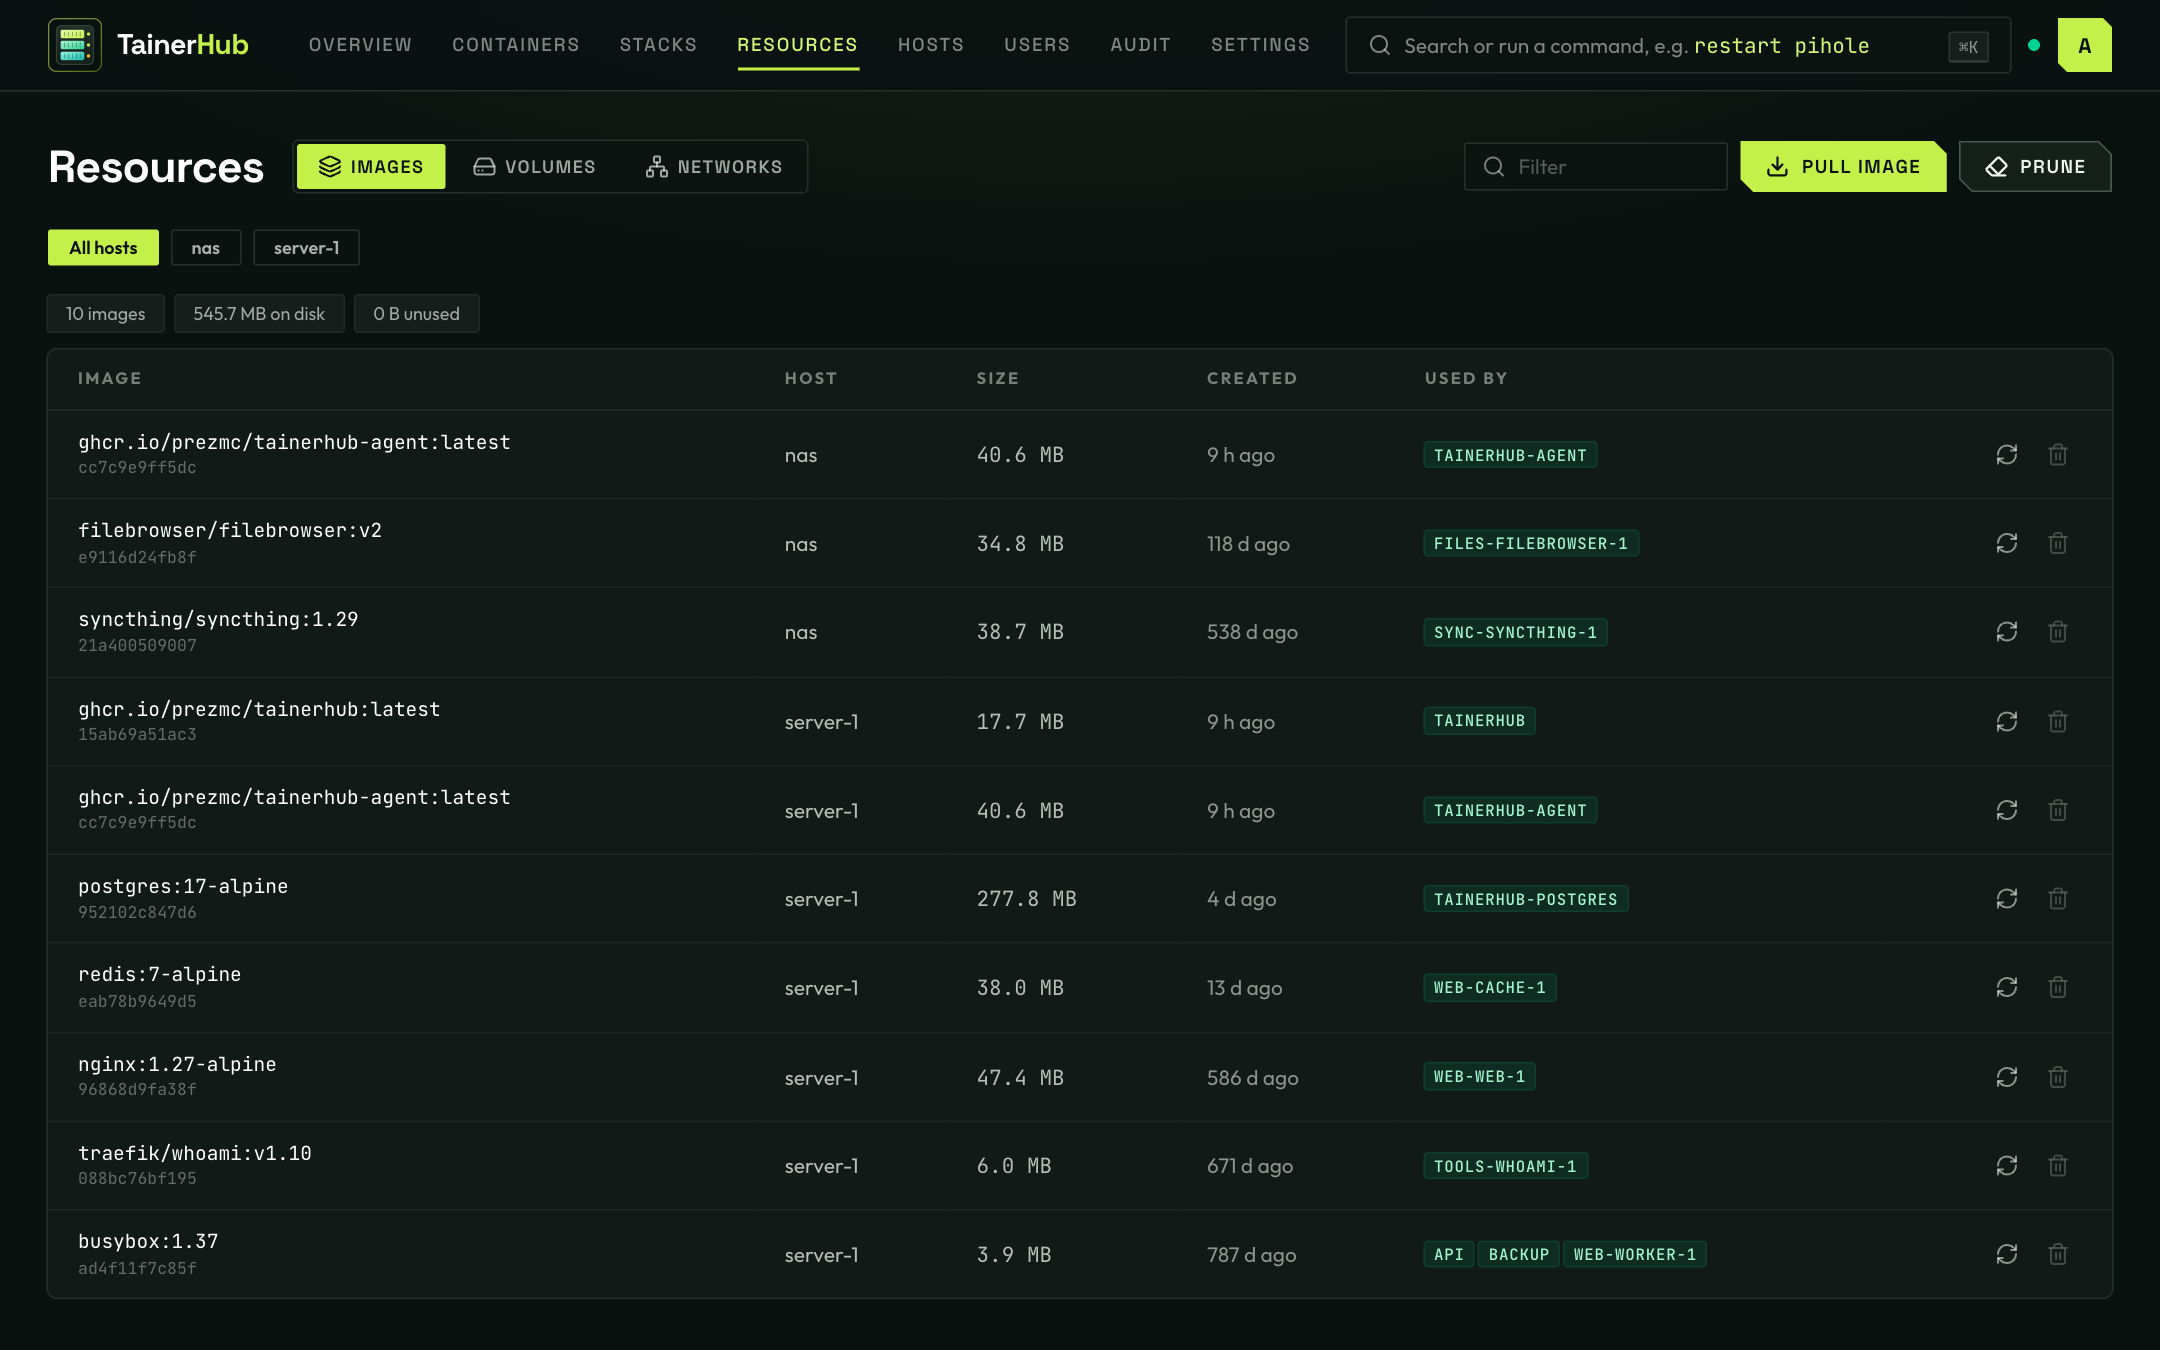 TainerHub OVERVIEW CONTAINERS STACKS RESOURCES HOSTS USERS AUDIT SETTINGS Search or run a command, e.g. restart pihole ⌘K A
Resources IMAGES VOLUMES NETWORKS Filter PULL IMAGE PRUNE
All hosts nas server-1
10 images 545.7 MB on disk 0 B unused
IMAGE HOST SIZE CREATED USED BY
ghcr.io/prezmc/tainerhub-agent:latest nas 40.6 MB 9 h ago TAINERHUB-AGENT
cc7c9e9ff5dc
filebrowser/filebrowser:v2 nas 34.8 MB 118 d ago FILES-FILEBROWSER-1
e9116d24fb8f
syncthing/syncthing:1.29 nas 38.7 MB 538 d ago SYNC-SYNCTHING-1
21a400509007
ghcr.io/prezmc/tainerhub:latest server-1 17.7 MB 9 h ago TAINERHUB
15ab69a51ac3
ghcr.io/prezmc/tainerhub-agent:latest server-1 40.6 MB 9 h ago TAINERHUB-AGENT
cc7c9e9ff5dc
postgres:17-alpine server-1 277.8 MB 4 d ago TAINERHUB-POSTGRES
952102c847d6
redis:7-alpine server-1 38.0 MB 13 d ago WEB-CACHE-1
eab78b9649d5
nginx:1.27-alpine server-1 47.4 MB 586 d ago WEB-WEB-1
96868d9fa38f
traefik/whoami:v1.10 server-1 6.0 MB 671 d ago TOOLS-WHOAMI-1
088bc76bf195
busybox:1.37 server-1 3.9 MB 787 d ago API BACKUP WEB-WORKER-1
ad4f11f7c85f